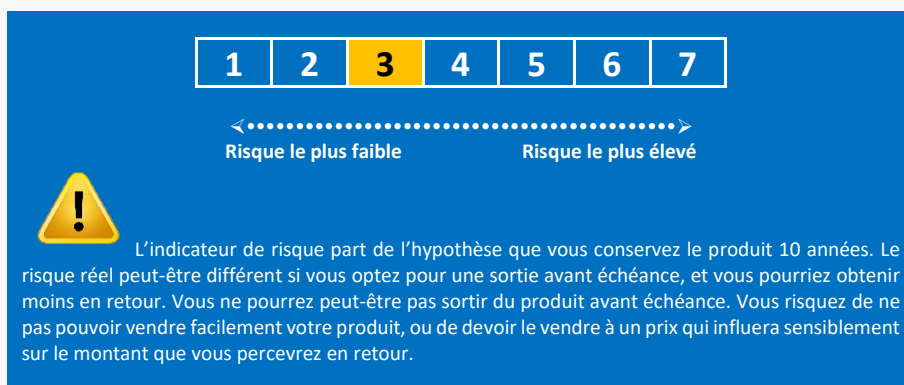 1 2 3 4 5 6 7
Risque le plus faible Risque le plus élevé
!
L’indicateur de risque part de l’hypothèse que vous conservez le produit 10 années. Le
risque réel peut-être différent si vous optez pour une sortie avant échéance, et vous pourriez obtenir
moins en retour. Vous ne pourrez peut-être pas sortir du produit avant échéance. Vous risquez de ne
pas pouvoir vendre facilement votre produit, ou de devoir le vendre à un prix qui influera sensiblement
sur le montant que vous percevrez en retour.